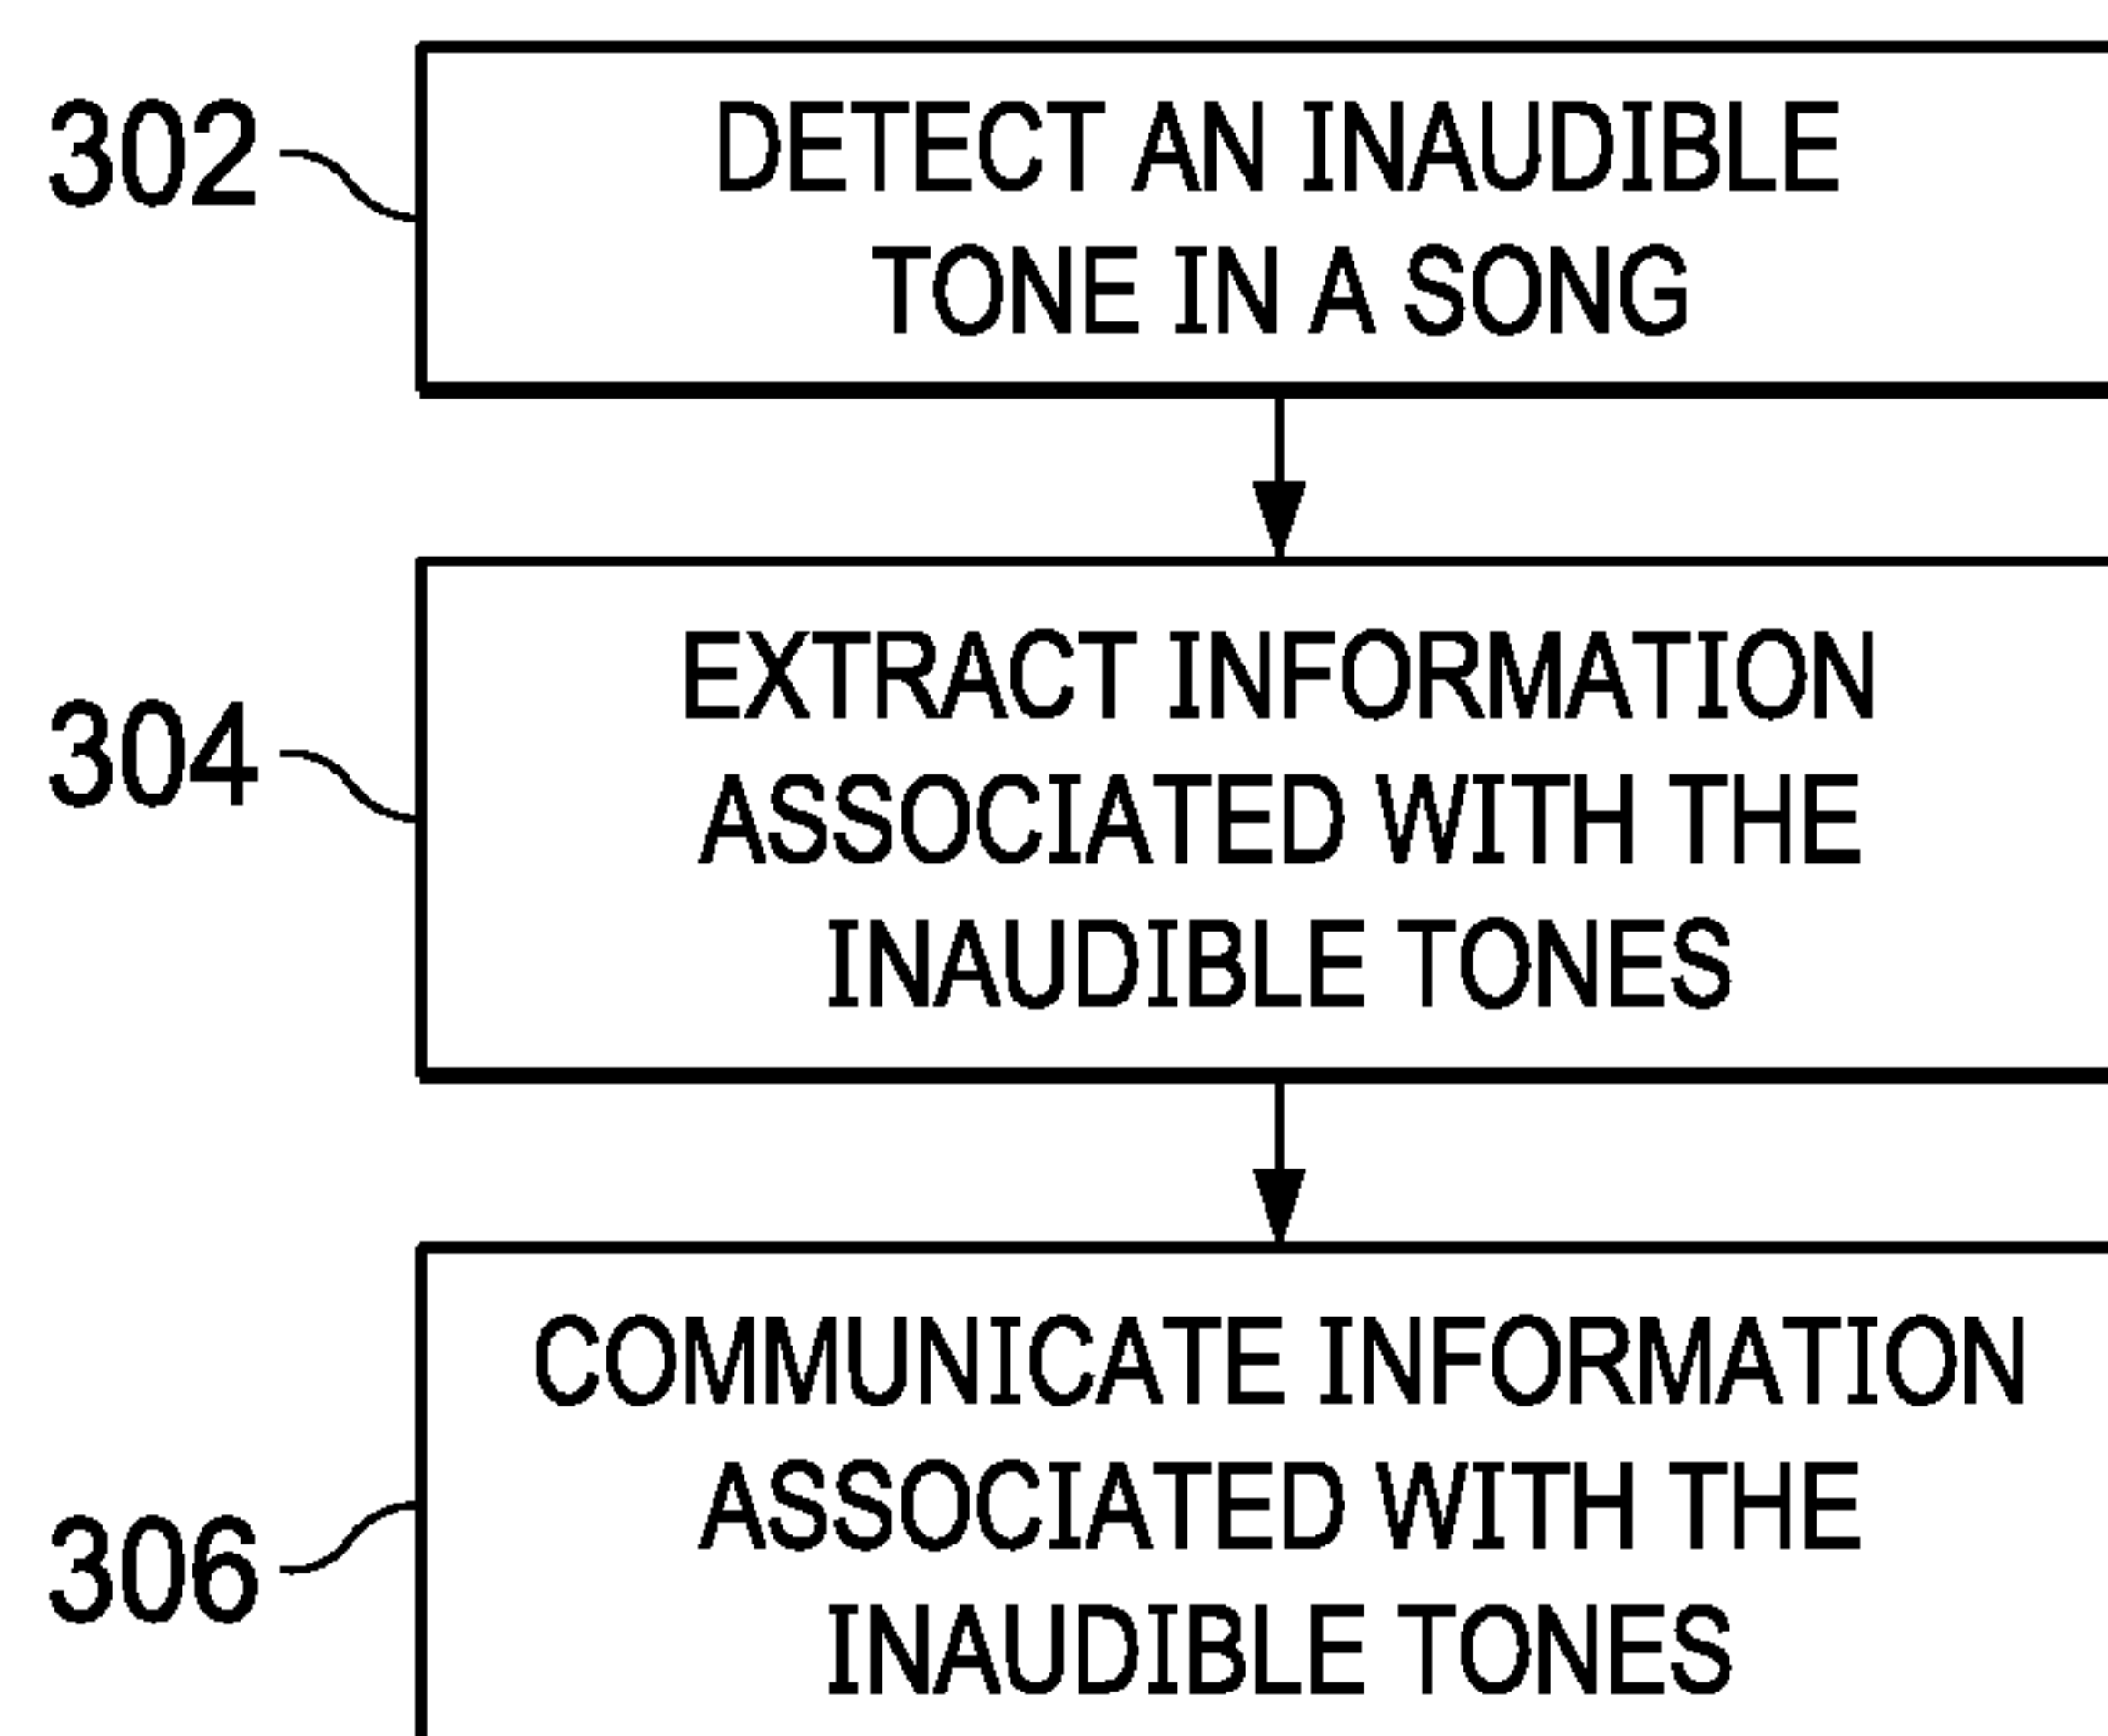 302
DETECT AN INAUDIBLE
TONE IN A SONG
304
EXTRACT INFORMATION
ASSOCIATED WITH THE
INAUDIBLE TONES
306
COMMUNICATE INFORMATION
ASSOCIATED WITH THE
INAUDIBLE TONES